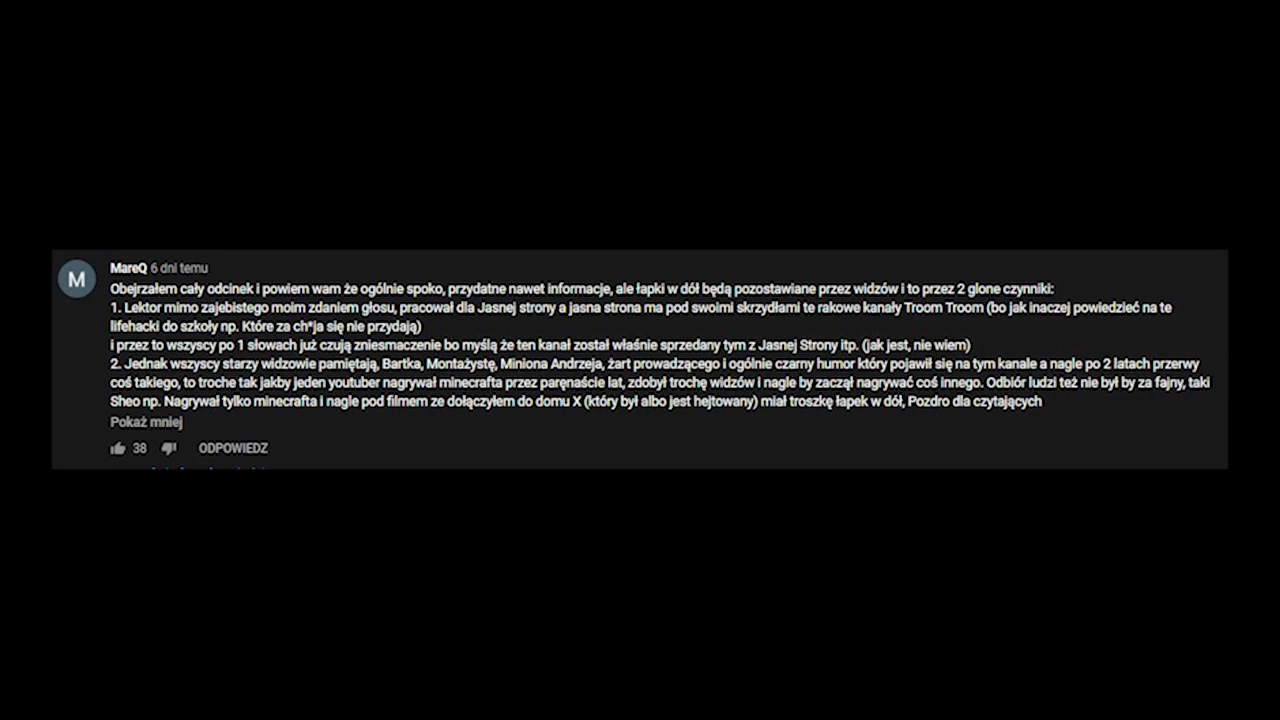 M
MareQ 6 dni temu
Obejrzałem cały odcinek i powiem wam że ogólnie spoko, przydatne nawet informacje, ale łapki w dół będą pozostawiane przez widzów i to przez 2 glone czynniki:
1. Lektor mimo zajebistego moim zdaniem głosu, pracował dla Jasnej strony a jasna strona ma pod swoimi skrzydłami te rakowe kanały Troom Troom (bo jak inaczej powiedzieć na te
lifehacki do szkoły np. Które za ch*ja się nie przydają)
i przez to wszyscy po 1 słowach już czują zniesmaczenie bo myślą że ten kanał został właśnie sprzedany tym z Jasnej Strony itp. (jak jest, nie wiem)
2. Jednak wszyscy starzy widzowie pamiętają, Bartka, Montażystę, Miniona Andrzeja, żart prowadzącego i ogólnie czarny humor który pojawił się na tym kanale a nagle po 2 latach przerwy
coś takiego, to troche tak jakby jeden youtuber nagrywał minecrafta przez paręnaście lat, zdobył trochę widzów i nagle by zaczął nagrywać coś innego. Odbiór ludzi też nie był by za fajny, taki
Sheo np. Nagrywał tylko minecrafta i nagle pod filmem ze dołączyłem do domu X (który był albo jest hejtowany) miał troszkę łapek w dół, Pozdro dla czytających
Pokaż mniej
38 ODPOWIEDZ